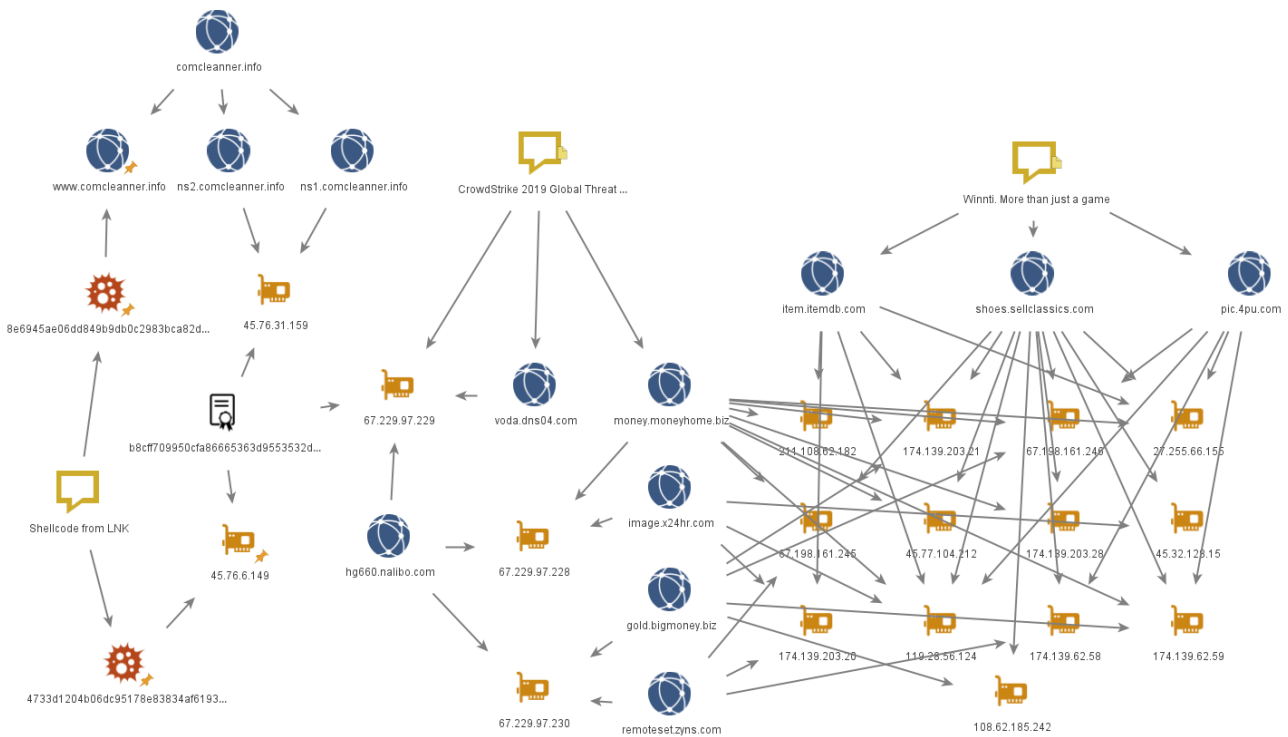 comcleanner.info
www.comcleanner.info
ns2.comcleanner.info
ns1.comcleanner.info
CrowdStrike 2019 Global Threat ...
Winnti. More than just a game
8e6945ae06dd849b9db0c2983bca82d...
45.76.31.159
item.itemdb.com
shoes.sellclassics.com
pic.4pu.com
67.229.97.229
voda.dns04.com
money.moneyhome.biz
b8cff709950cfa86665363d9553532d...
211.108.62.182
174.139.203.21
67.198.161.246
27.255.66.155
Shellcode from LNK
image.x24hr.com
45.76.6.149
hg660.nalibo.com
67.229.97.228
67.198.161.245
45.77.104.212
174.139.203.28
45.32.128.15
gold.bigmoney.biz
174.139.203.20
119.28.56.124
174.139.62.58
174.139.62.59
4733d1204b06dc95178e83834af6193...
67.229.97.230
remoteset.zyns.com
108.62.185.242